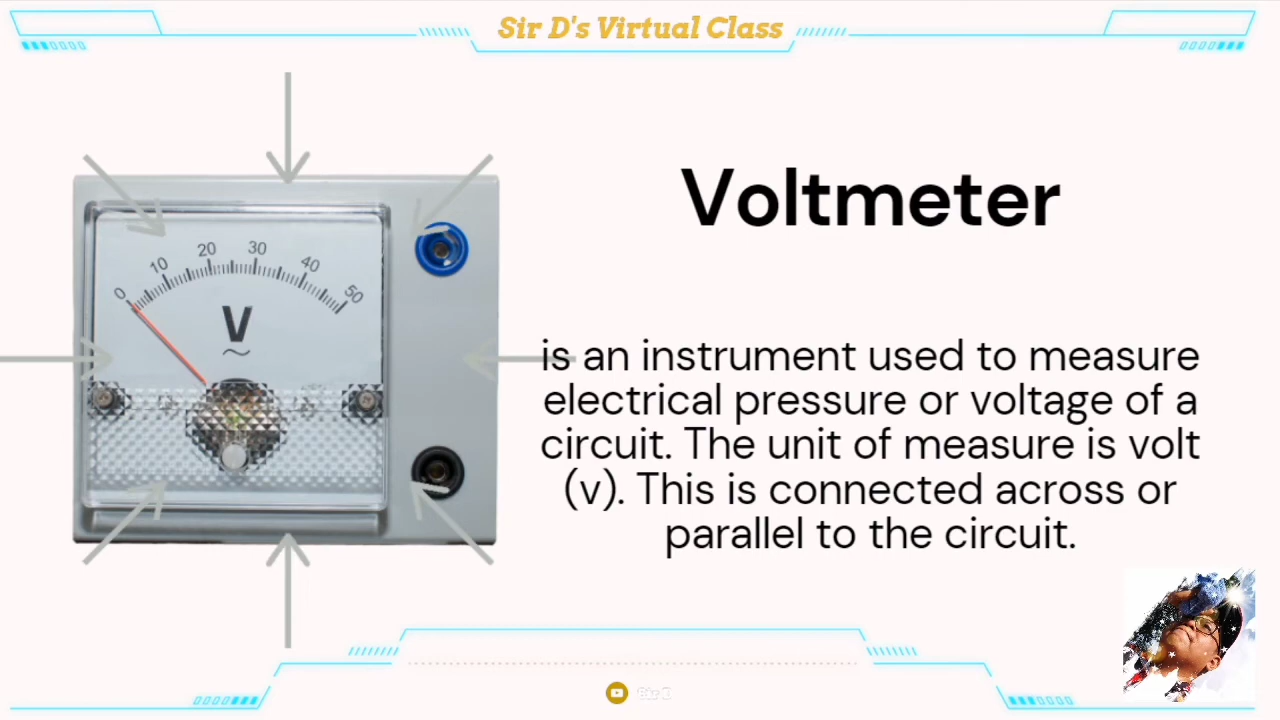 Sir D's Virtual Class
Voltmeter
0 10 20 30 40 50
V
is an instrument used to measure
electrical pressure or voltage of a
circuit. The unit of measure is volt
(v). This is connected across or
parallel to the circuit.
Sir D